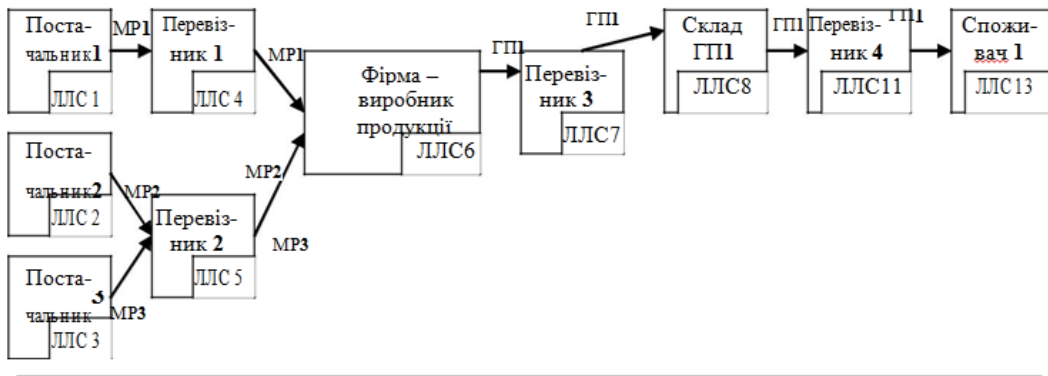 Поста-
чальник1
ЛЛС 1
МР1
Перевіз-
ник 1
ЛЛС 4
МР1
Поста-
чальник2
ЛЛС 2
МР2
Поста-
чальник 3
ЛЛС 3
МР3
Перевіз-
ник 2
ЛЛС 5
МР2
МР3
Фірма –
виробник
продукції
ЛЛС6
ГП1
Перевіз-
ник 3
ЛЛС7
ГП1
Склад
ГП1
ЛЛС8
ГП1
Перевіз-
ник 4
ЛЛС11
ГП1
Спожи-
вач 1
ЛЛС 13